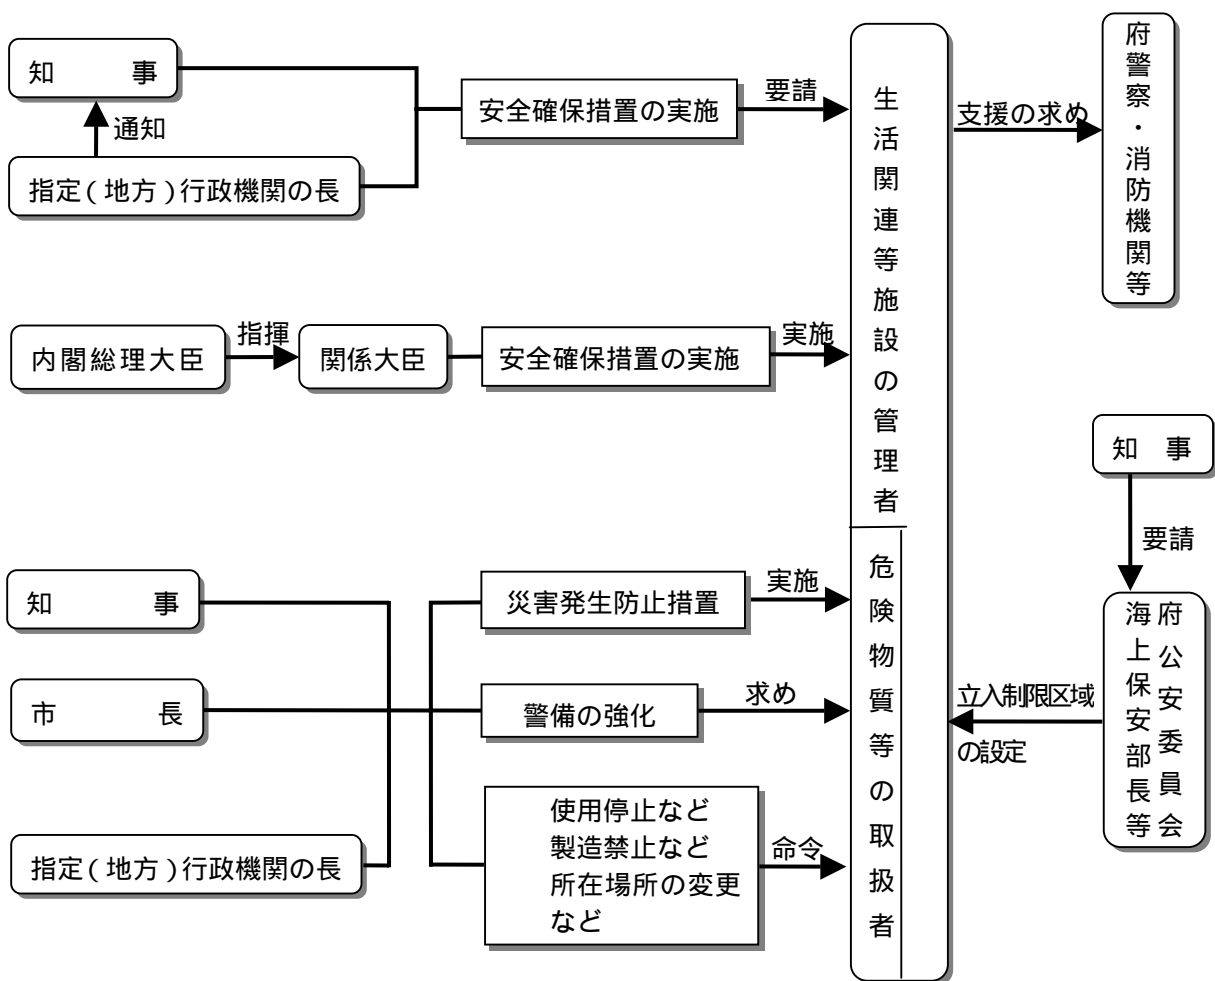 知　事
通知
指定(地方)行政機関の長
安全確保措置の実施
要請
内閣総理大臣
指揮
関係大臣
安全確保措置の実施
実施
知　事
市　長
指定(地方)行政機関の長
災害発生防止措置
実施
警備の強化
求め
使用停止など
製造禁止など
所在場所の変更
など
命令
生活関連等施設の管理者
危険物質等の取扱者
支援の求め
府警察・消防機関等
知　事
要請
府公安委員会
海上保安部長等
立入制限区域
の設定